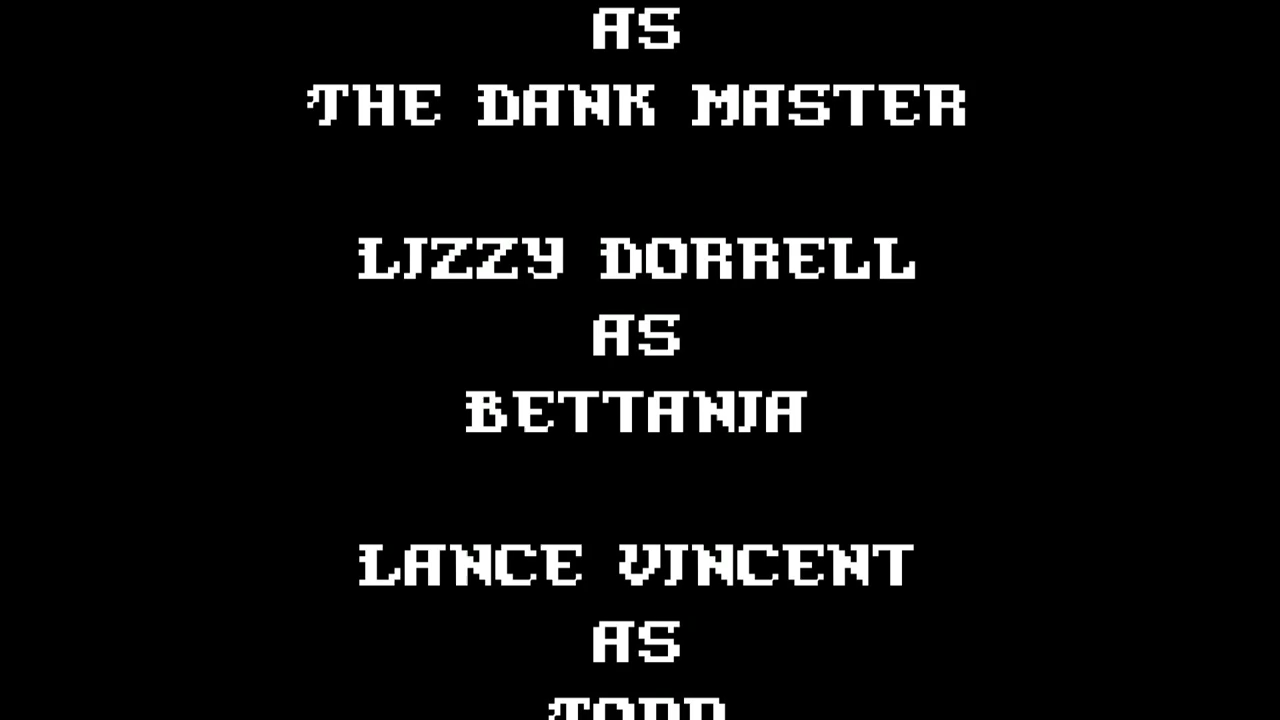 AS
THE DANK MASTER
LIZZY DORRELL
AS
BETTANIA
LANCE VINCENT
AS